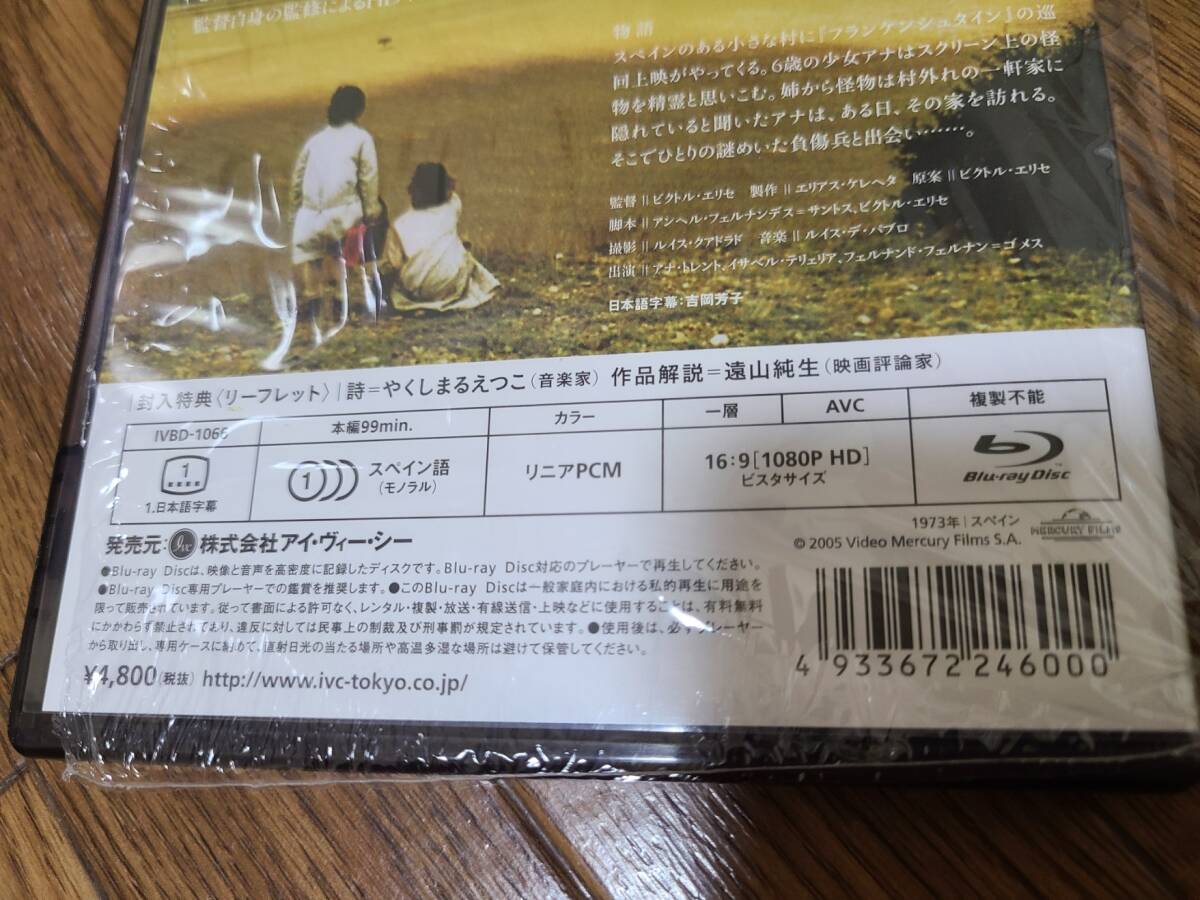 監督自身の監修による
物語
スペインのある小さな村に『フランケンシュタイン』の巡
回上映がやってくる。6歳の少女アナはスクリーン上の怪
物を精霊と思いこむ。姉から怪物は村外れの一軒家に
隠れていると聞いたアナは、ある日、その家を訪れる。
そこでひとりの謎めいた負傷兵と出会い……。
監督||ビクトル・エリセ 製作||エリアス・ケレヘタ 原案||ビクトル・エリセ
脚本||アンヘル・フェルナンデス=サントス、ビクトル・エリセ
撮影||ルイス・クアドラド 音楽||ルイス・デ・パブロ
出演||アナ・トレント、イサベル・テリェリア、フェルナンド・フェルナン=ゴメス
日本語字幕:吉岡芳子
|封入特典〈リーフレット〉|詩=やくしまるえつこ(音楽家) 作品解説=遠山純生(映画評論家)
IVBD-1066 本編99min. カラー 一層 AVC 複製不能
1 1.日本語字幕
1 スペイン語 (モノラル)
リニアPCM
16:9[1080P HD] ビスタサイズ
Blu-ray Disc
1973年|スペイン
© 2005 Video Mercury Films S.A.
MERCURY FILMS
発売元: ivc 株式会社アイ・ヴィー・シー
●Blu-ray Discは、映像と音声を高密度に記録したディスクです。Blu-ray Disc対応のプレーヤーで再生してください。
●Blu-ray Disc専用プレーヤーでの鑑賞を推奨します。●このBlu-ray Discは一般家庭内における私的再生に用途を
限って販売されています。従って書面による許可なく、レンタル・複製・放送・有線送信・上映などに使用することは、有料無料
にかかわらず禁止されており、違反に対しては民事上の制裁及び刑事罰が規定されています。●使用後は、必ずプレーヤー
から取り出し、専用ケースに納めて、直射日光の当たる場所や高温多湿な場所は避けて保管してください。
¥4,800(税抜) http://www.ivc-tokyo.co.jp/
4 933672 246000